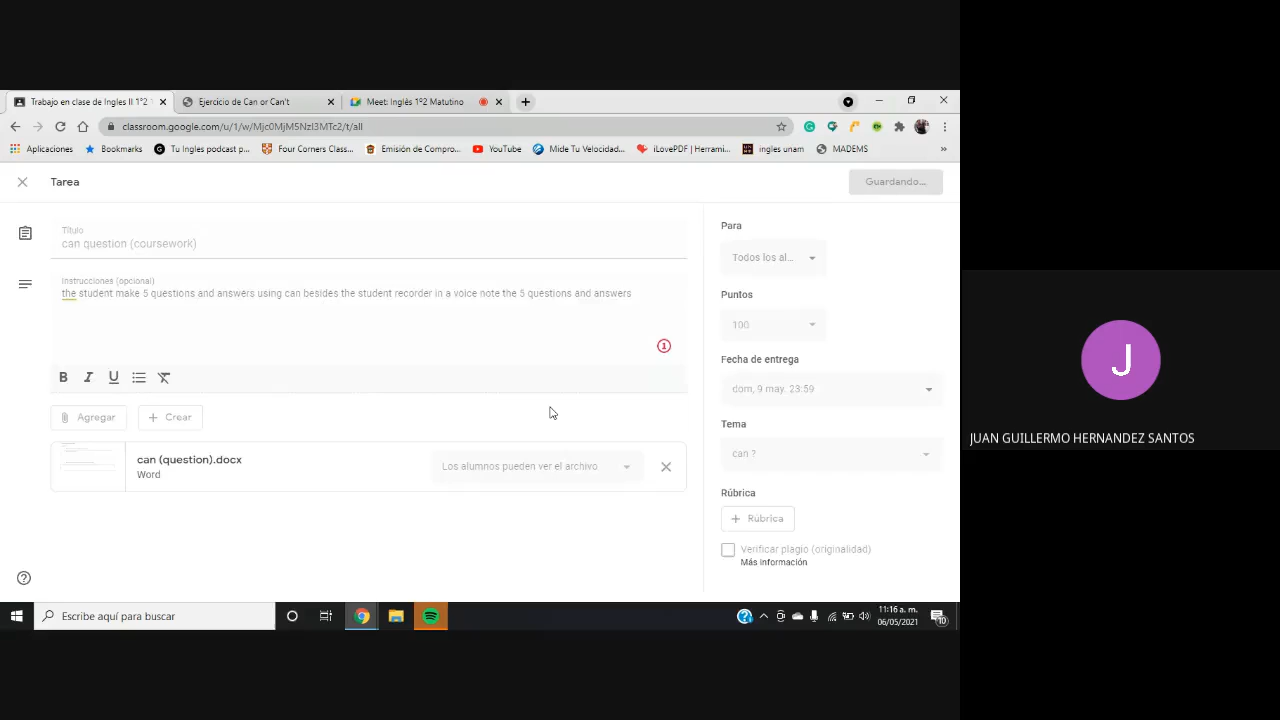 Trabajo en clase de Ingles II 1°2
Ejercicio de Can or Can't
Meet: Inglés 1º2 Matutino
classroom.google.com/u/1/w/Mjc0MjM5NzI3MTc2/t/all
Aplicaciones
Bookmarks
Tu Ingles podcast p...
Four Corners Class...
Emisión de Compro...
YouTube
Mide Tu Velocidad...
iLovePDF | Herrami...
ingles unam
MADEMS
»
Tarea
Guardando...
Título
can question (coursework)
Instrucciones (opcional)
the student make 5 questions and answers using can besides the student recorder in a voice note the 5 questions and answers
1
B I U
Agregar
Crear
can (question).docx
Word
Los alumnos pueden ver el archivo
Para
Todos los al...
Puntos
100
Fecha de entrega
dom, 9 may. 23:59
Tema
can ?
Rúbrica
Rúbrica
Verificar plagio (originalidad)
Más información
Escribe aquí para buscar
11:16 a. m.
06/05/2021
10
J
JUAN GUILLERMO HERNANDEZ SANTOS